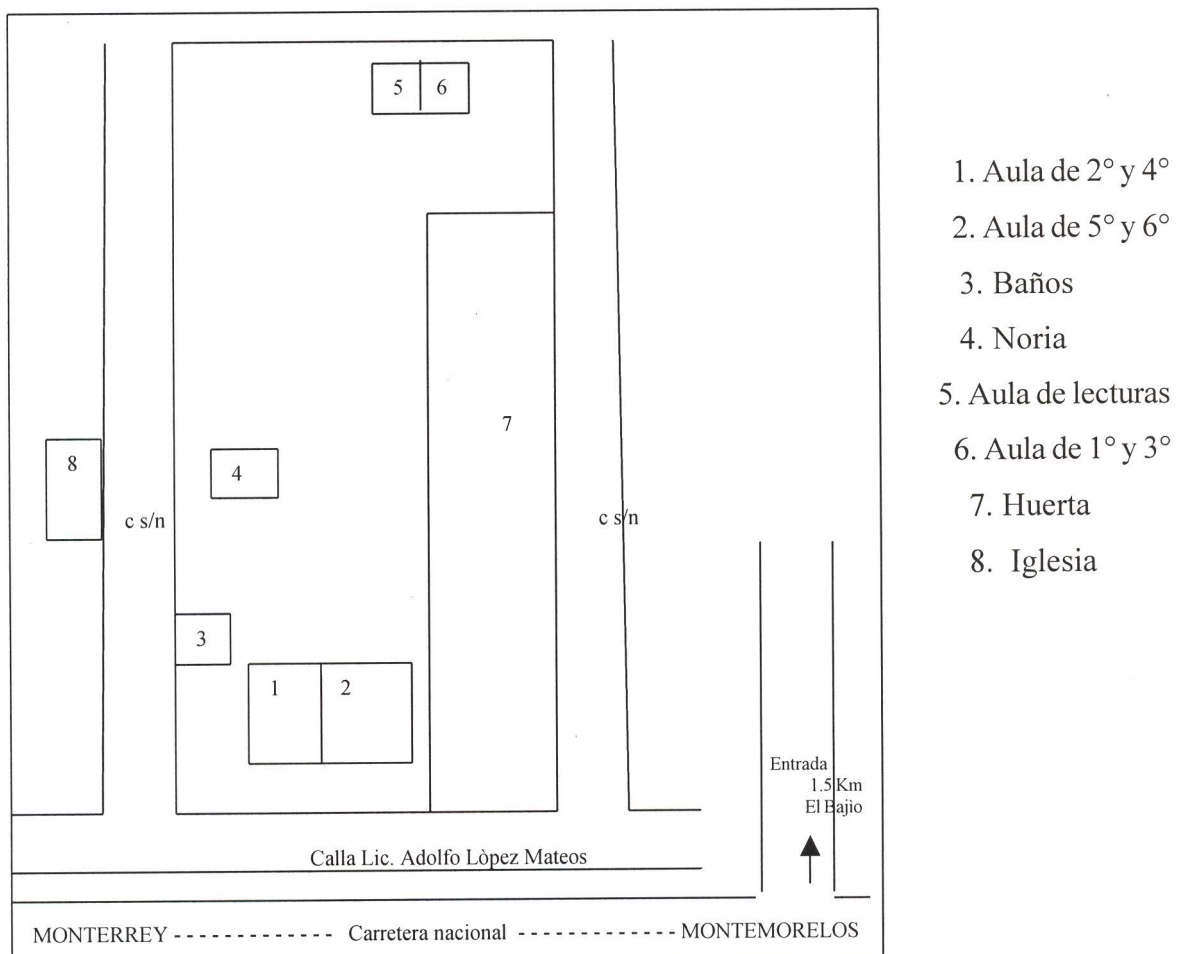 5 6
1. Aula de 2° y 4°
2. Aula de 5° y 6°
3. Baños
4. Noria
5. Aula de lecturas
6. Aula de 1° y 3°
7. Huerta
8. Iglesia
7
8
4
c s/n
c s/n
3
1 2
Entrada
1.5 Km
El Bajio
Calla Lic. Adolfo Lòpez Mateos
MONTERREY - - - - - - - - - - - - - Carretera nacional - - - - - - - - - - - - - MONTEMORELOS